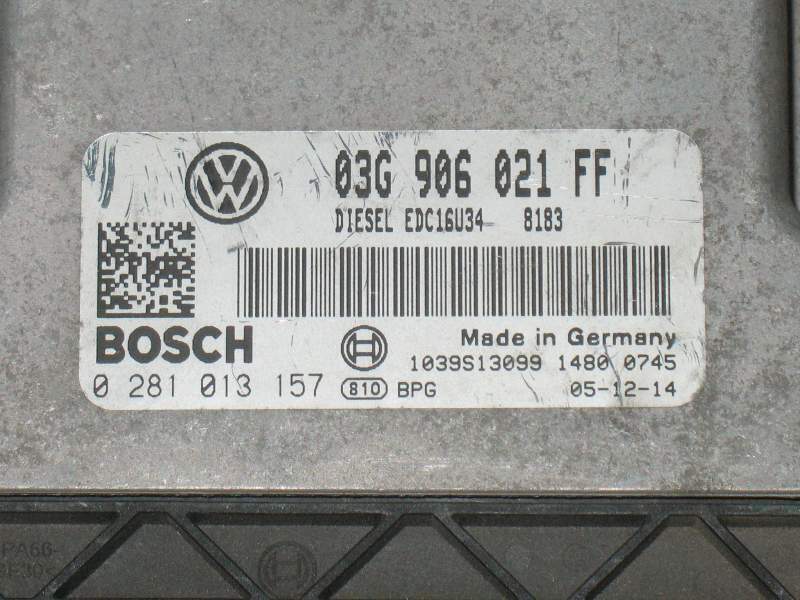 03G 906 021 FF
DIESEL EDC16U34 8183
BOSCH
Made in Germany
1039S13099 1480 0745
0 281 013 157 810 BPG 05-12-14
PA66-